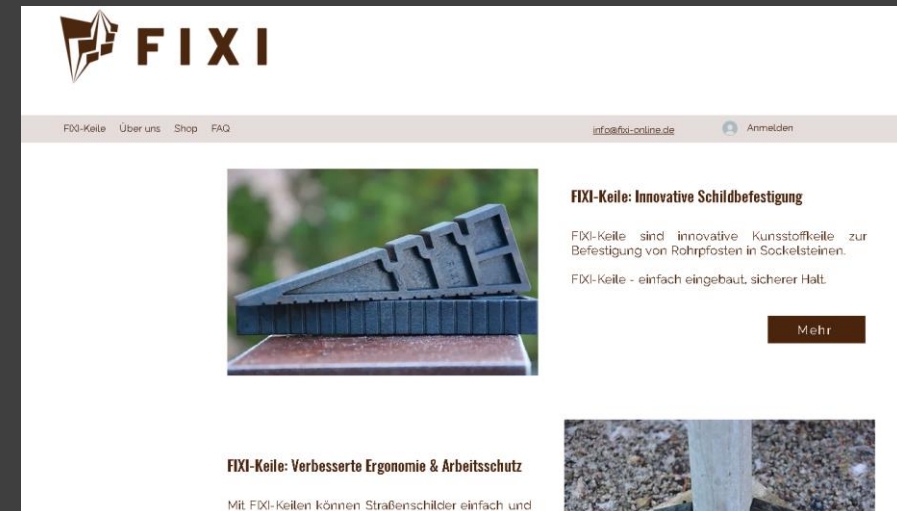 FIXI
FIXI-Keile Über uns Shop FAQ info@fixi-online.de Anmelden
FIXI-Keile: Innovative Schildbefestigung
FIXI-Keile sind innovative Kunsstoffkeile zur
Befestigung von Rohrpfosten in Sockelsteinen.
FIXI-Keile - einfach eingebaut, sicherer Halt.
Mehr
FIXI-Keile: Verbesserte Ergonomie & Arbeitsschutz
Mit FIXI-Keilen können Straßenschilder einfach und